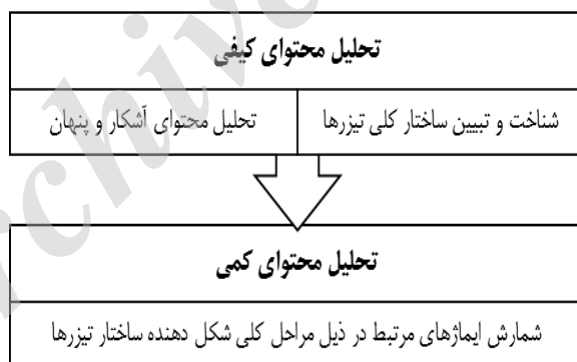 تحلیل محتوای کیفی
شناخت و تبیین ساختار کلی تیزرها
تحلیل محتوای آشکار و پنهان
تحلیل محتوای کمی
شمارش ایماژهای مرتبط در ذیل مراحل کلی شکل دهنده ساختار تیزرها